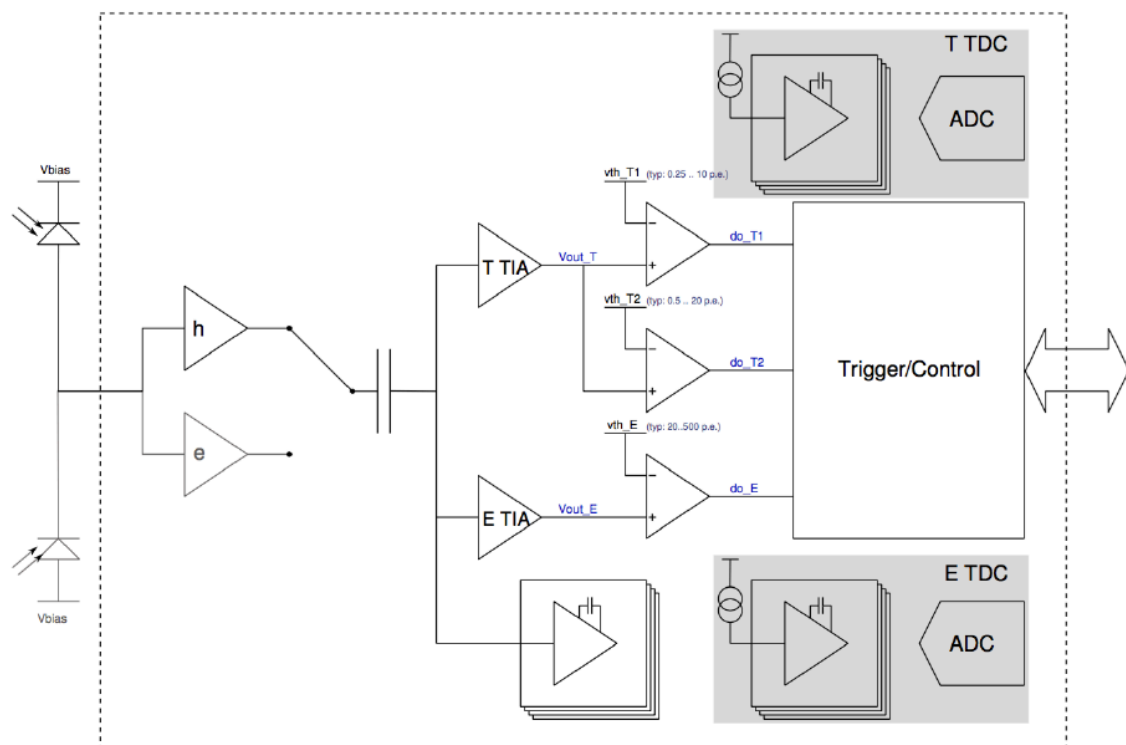 T TDC
ADC
Vbias
vth_T1 (typ: 0.25 .. 10 p.e.)
do_T1
T TIA
Vout_T
vth_T2 (typ: 0.5 .. 20 p.e.)
h
do_T2
Trigger/Control
e
vth_E (typ: 20..500 p.e.)
do_E
E TIA
Vout_E
E TDC
Vbias
ADC